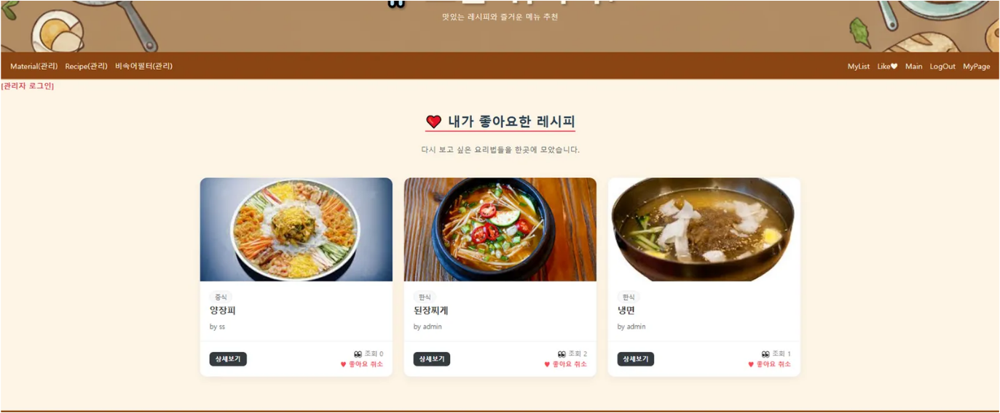 맛있는 레시피와 즐거운 메뉴 추천
Material(관리) Recipe(관리) 비속어필터(관리) MyList Like🤍 Main LogOut MyPage
[관리자 로그인]
❤️ 내가 좋아요한 레시피
다시 보고 싶은 요리법들을 한곳에 모았습니다.
중식
양장피
by ss
상세보기
👀 조회 0
♥ 좋아요 취소
한식
된장찌게
by admin
상세보기
👀 조회 2
♥ 좋아요 취소
한식
냉면
by admin
상세보기
👀 조회 1
♥ 좋아요 취소